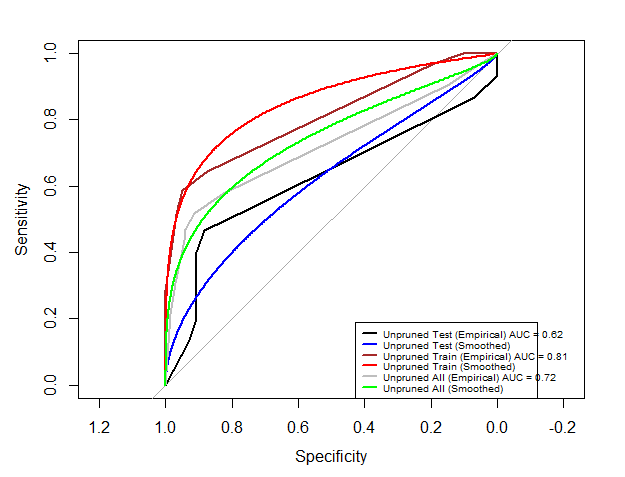 1.0
0.8
0.6
0.4
0.2
0.0
Sensitivity
Unpruned Test (Empirical) AUC = 0.62
Unpruned Test (Smoothed)
Unpruned Train (Empirical) AUC = 0.81
Unpruned Train (Smoothed)
Unpruned All (Empirical) AUC = 0.72
Unpruned All (Smoothed)
1.2 1.0 0.8 0.6 0.4 0.2 0.0 -0.2
Specificity